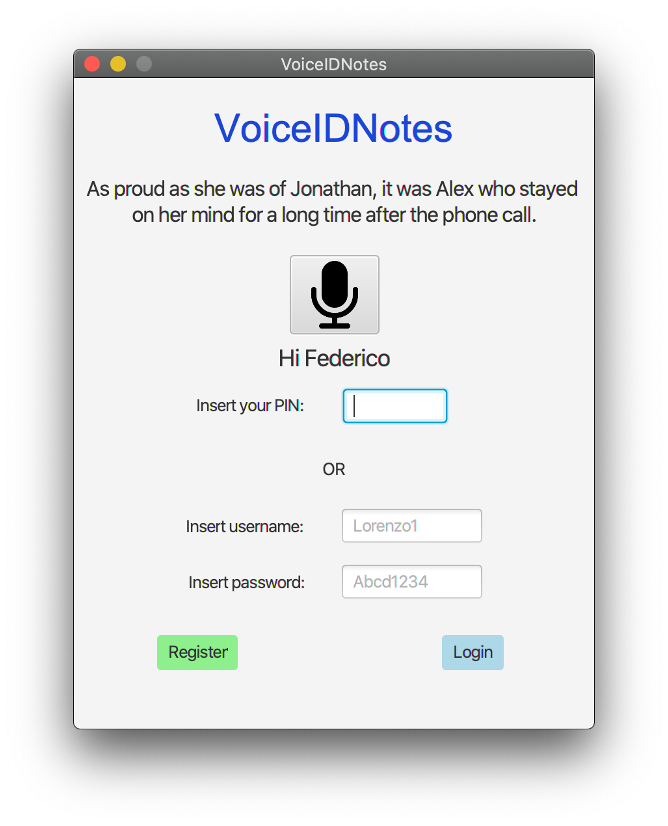 VoiceIDNotes
VoiceIDNotes
As proud as she was of Jonathan, it was Alex who stayed
on her mind for a long time after the phone call.
Hi Federico
Insert your PIN:
OR
Insert username: Lorenzo1
Insert password: Abcd1234
Register Login